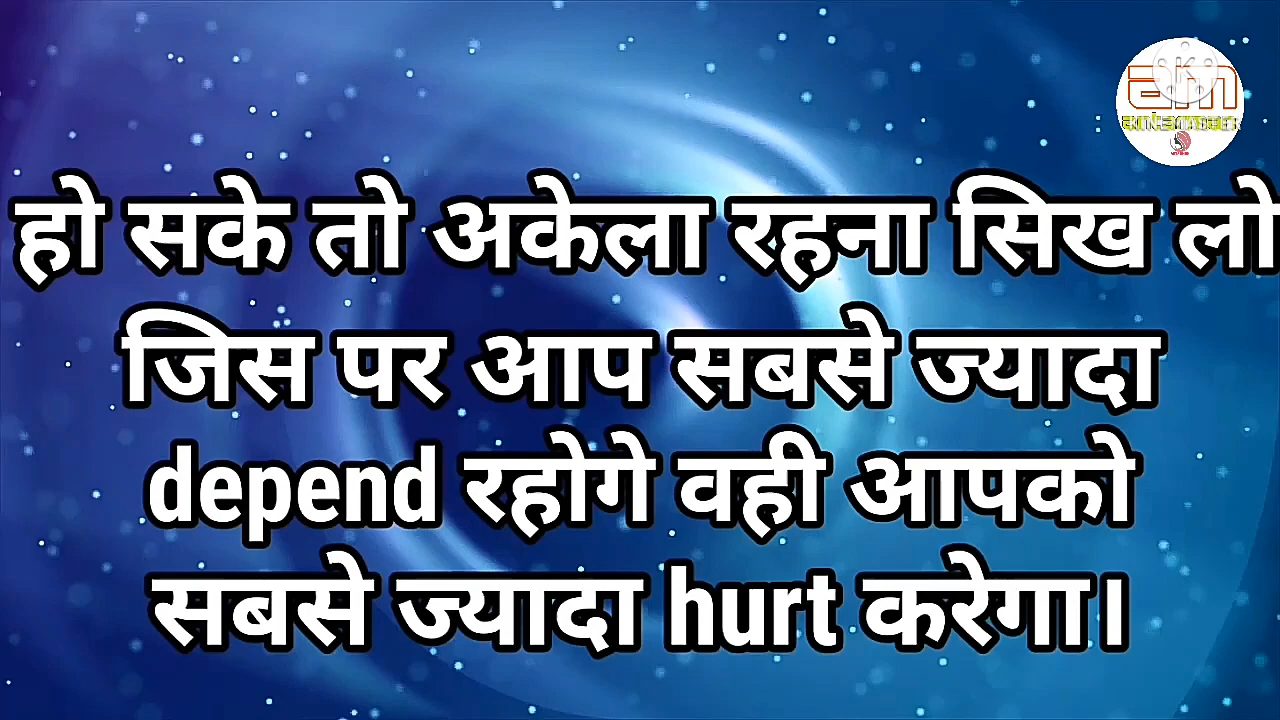 हो सके तो अकेला रहना सिख लो
जिस पर आप सबसे ज्यादा
depend रहोगे वही आपको
सबसे ज्यादा hurt करेगा।